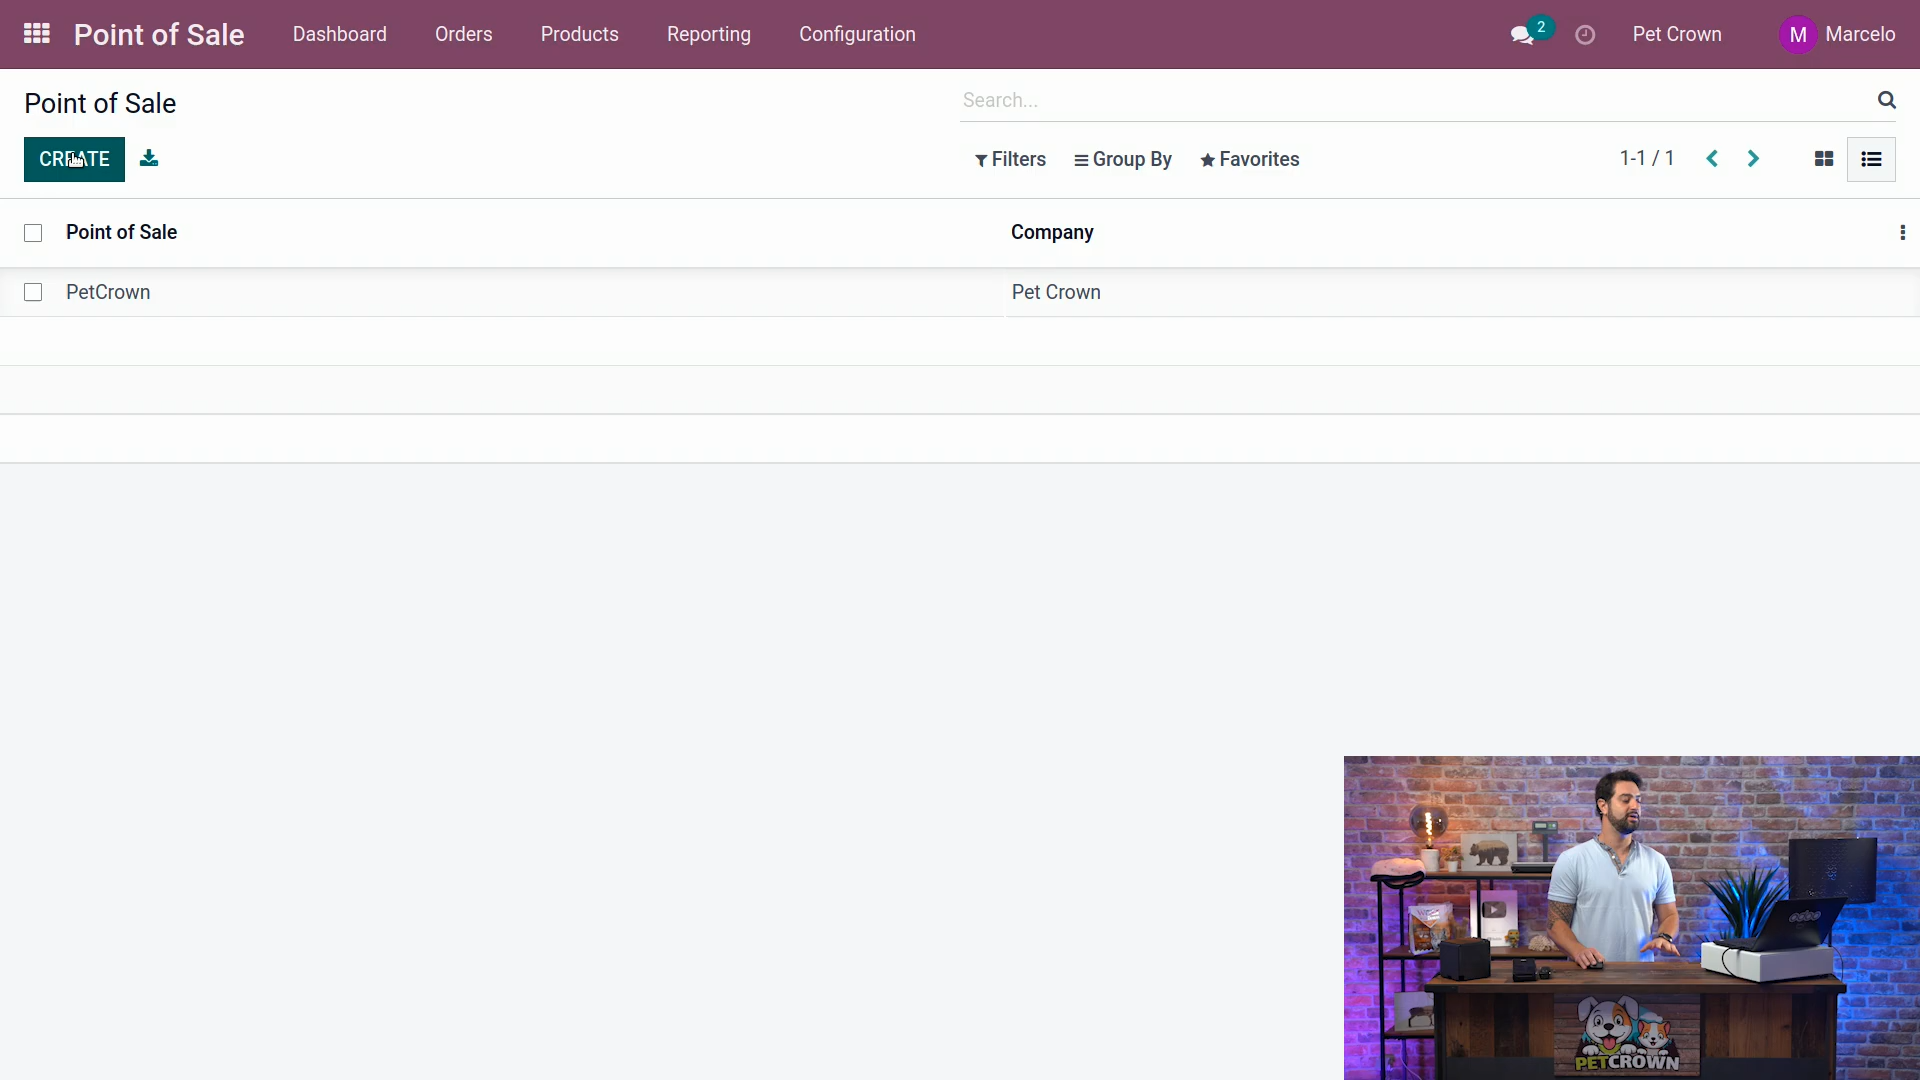 Point of Sale Dashboard Orders Products Reporting Configuration 2 Pet Crown M Marcelo
Point of Sale
Search...
CREATE
Filters Group By Favorites
1-1 / 1
Point of Sale Company
PetCrown Pet Crown
odoo
PETCROWN